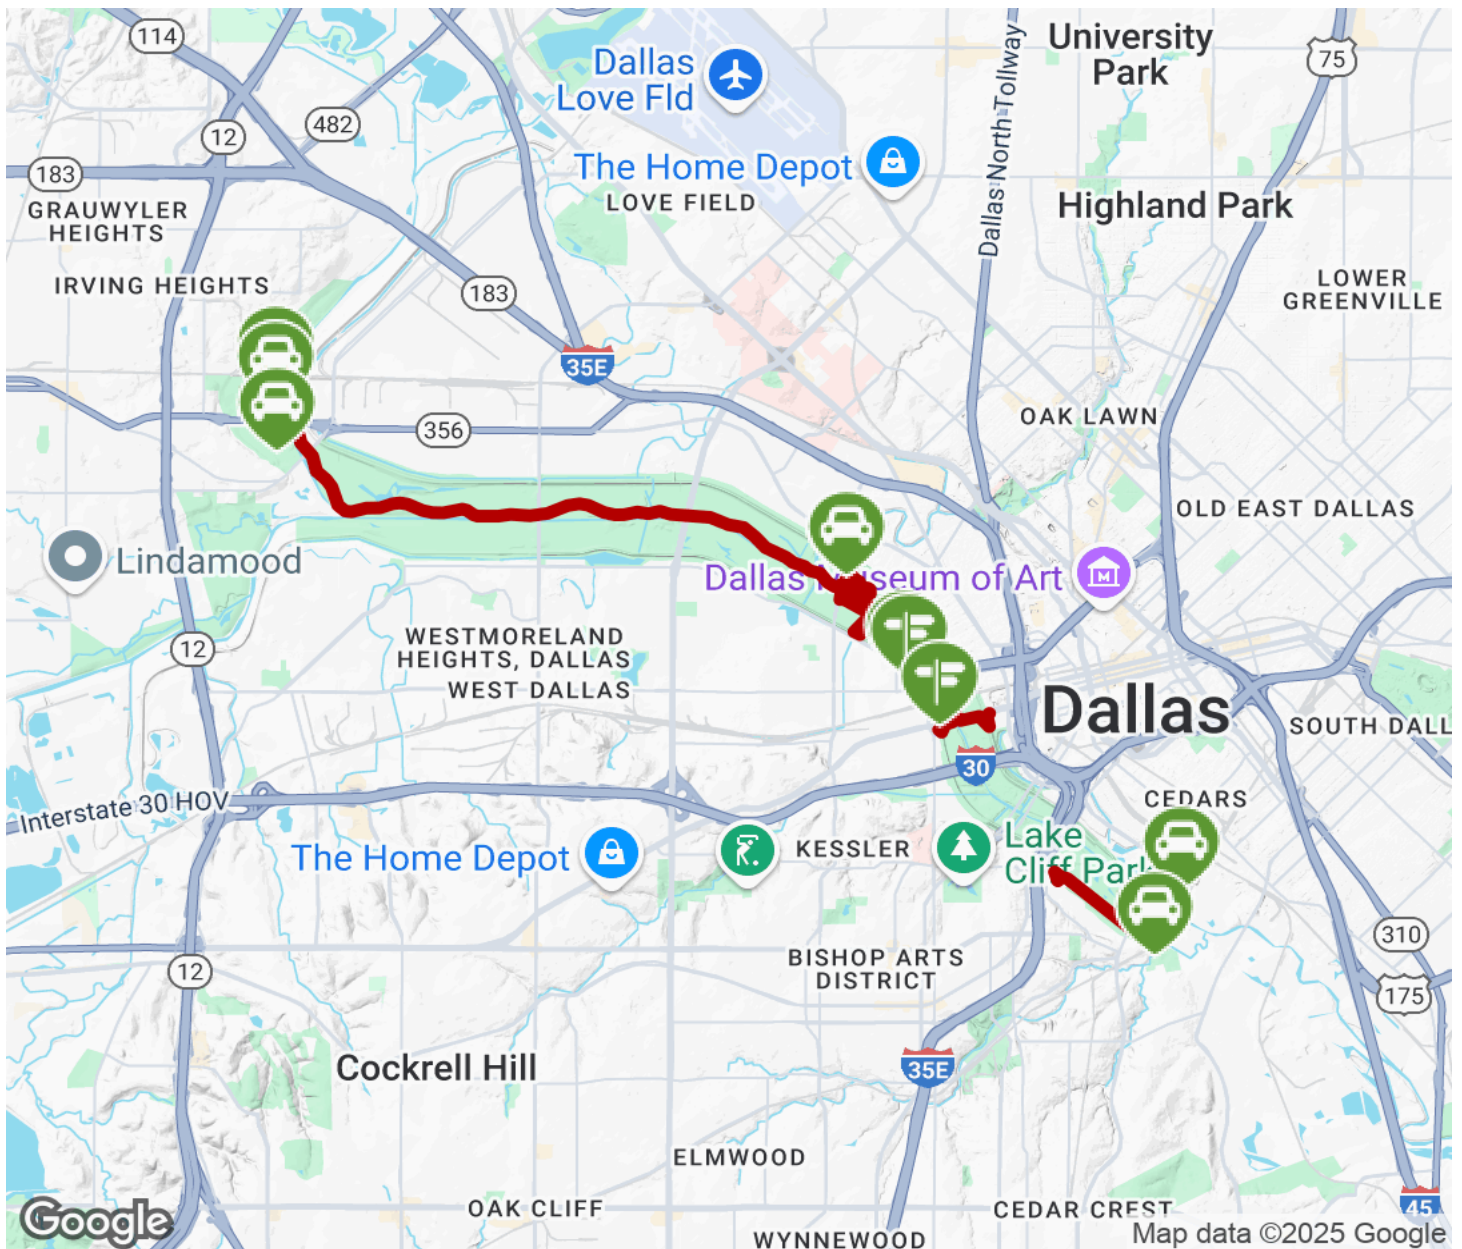 114
University
Park
75
Dallas
Love Fld
Dallas North Tollway
482
12
The Home Depot
183
LOVE FIELD
Highland Park
GRAUWYLER
HEIGHTS
IRVING HEIGHTS
183
LOWER
GREENVILLE
35E
OAK LAWN
356
OLD EAST DALLAS
Lindamood
Dallas Museum of Art
M
WESTMORELAND
HEIGHTS, DALLAS
WEST DALLAS
12
Dallas
SOUTH DALL
30
Interstate 30 HOV
CEDARS
The Home Depot
KESSLER
Lake
Cliff Park
310
BISHOP ARTS
DISTRICT
12
175
Cockrell Hill
35E
ELMWOOD
OAK CLIFF
CEDAR CREST
45
Google
WYNNEWOOD
Map data ©2025 Google